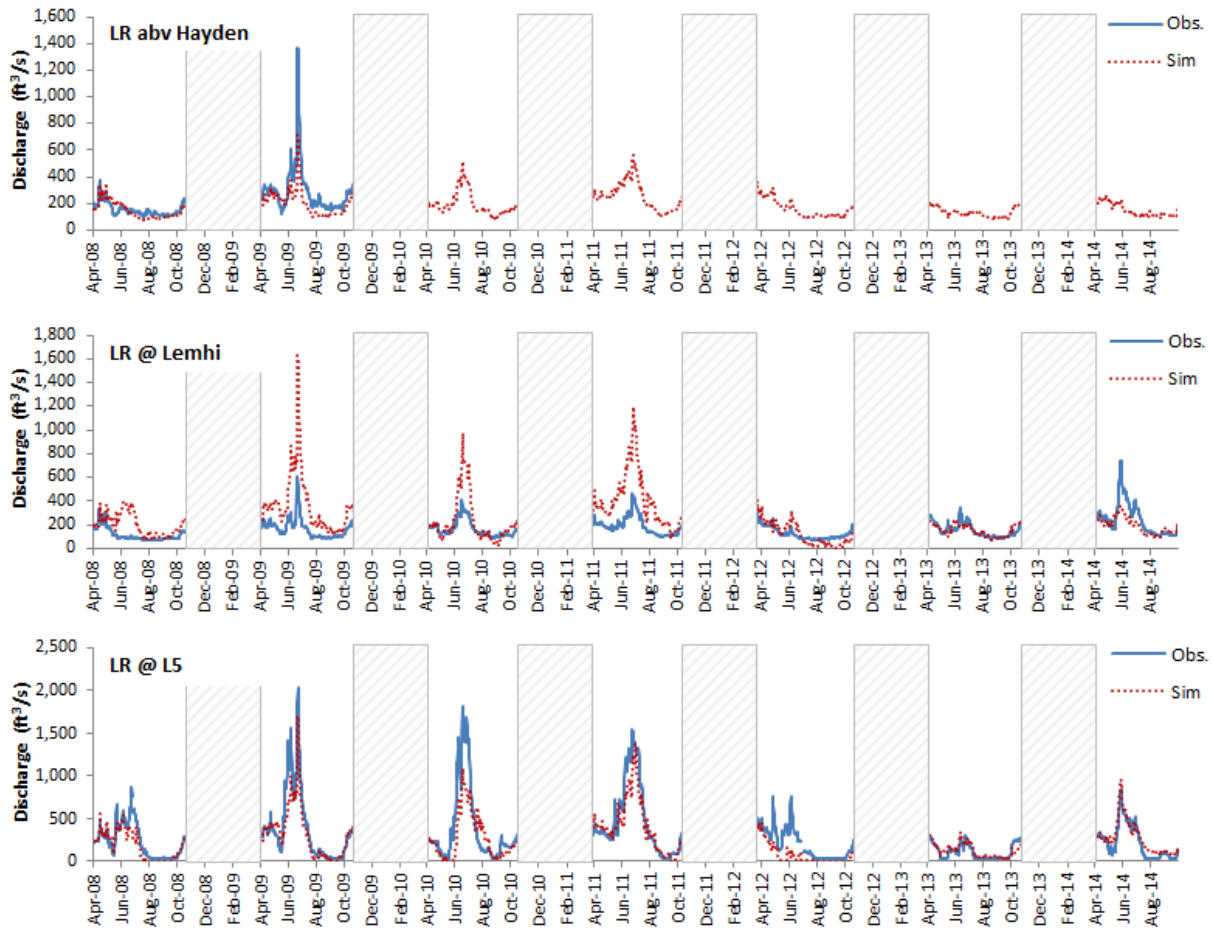 LR abv Hayden
Discharge (ft³/s)
1,600
1,400
1,200
1,000
800
600
400
200
0
Obs.
Sim
Apr-08
Jun-08
Aug-08
Oct-08
Dec-08
Feb-09
Apr-09
Jun-09
Aug-09
Oct-09
Dec-09
Feb-10
Apr-10
Jun-10
Aug-10
Oct-10
Dec-10
Feb-11
Apr-11
Jun-11
Aug-11
Oct-11
Dec-11
Feb-12
Apr-12
Jun-12
Aug-12
Oct-12
Dec-12
Feb-13
Apr-13
Jun-13
Aug-13
Oct-13
Dec-13
Feb-14
Apr-14
Jun-14
Aug-14
LR @ Lemhi
Discharge (ft³/s)
1,800
1,600
1,400
1,200
1,000
800
600
400
200
0
Obs.
Sim
Apr-08
Jun-08
Aug-08
Oct-08
Dec-08
Feb-09
Apr-09
Jun-09
Aug-09
Oct-09
Dec-09
Feb-10
Apr-10
Jun-10
Aug-10
Oct-10
Dec-10
Feb-11
Apr-11
Jun-11
Aug-11
Oct-11
Dec-11
Feb-12
Apr-12
Jun-12
Aug-12
Oct-12
Dec-12
Feb-13
Apr-13
Jun-13
Aug-13
Oct-13
Dec-13
Feb-14
Apr-14
Jun-14
Aug-14
LR @ L5
Discharge (ft³/s)
2,500
2,000
1,500
1,000
500
0
Obs.
Sim
Apr-08
Jun-08
Aug-08
Oct-08
Dec-08
Feb-09
Apr-09
Jun-09
Aug-09
Oct-09
Dec-09
Feb-10
Apr-10
Jun-10
Aug-10
Oct-10
Dec-10
Feb-11
Apr-11
Jun-11
Aug-11
Oct-11
Dec-11
Feb-12
Apr-12
Jun-12
Aug-12
Oct-12
Dec-12
Feb-13
Apr-13
Jun-13
Aug-13
Oct-13
Dec-13
Feb-14
Apr-14
Jun-14
Aug-14